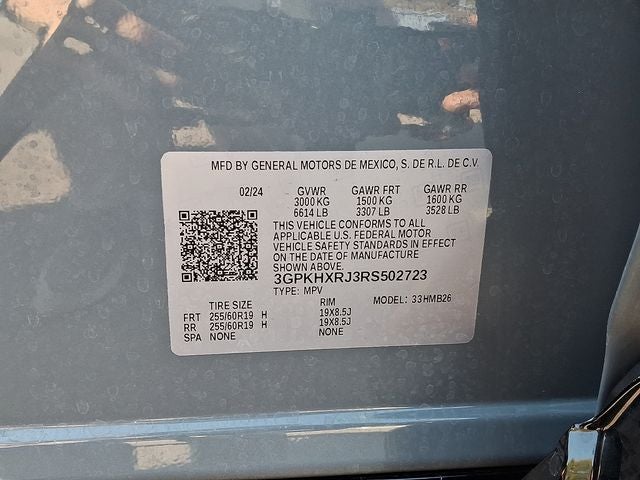 MFD BY GENERAL MOTORS DE MEXICO, S. DE R.L. DE C.V.
02/24 GVWR GAWR FRT GAWR RR
3000 KG 1500 KG 1600 KG
6614 LB 3307 LB 3528 LB
THIS VEHICLE CONFORMS TO ALL
APPLICABLE U.S. FEDERAL MOTOR
VEHICLE SAFETY STANDARDS IN EFFECT
ON THE DATE OF MANUFACTURE
SHOWN ABOVE.
3GPKHXRJ3RS502723
TYPE: MPV MODEL: 33HMB26
TIRE SIZE RIM
FRT 255/60R19 H 19X8.5J
RR 255/60R19 H 19X8.5J
SPA NONE NONE